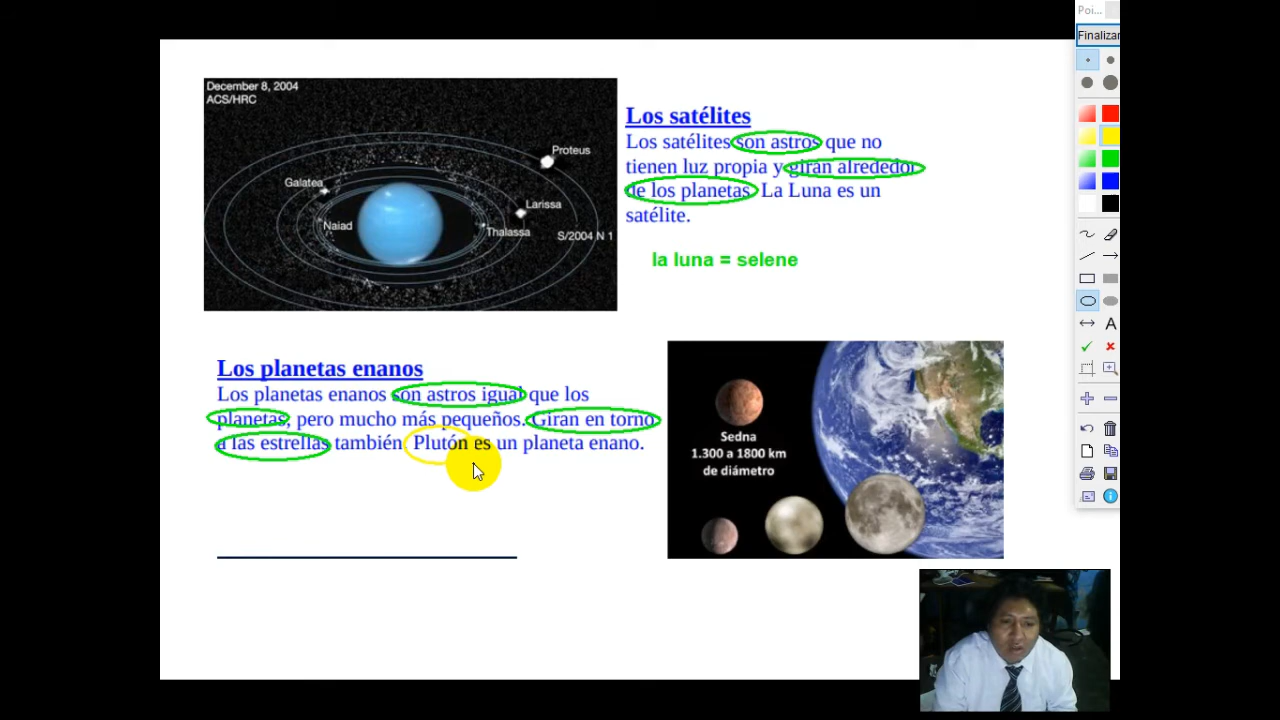 Poi...
Finalizar
December 8, 2004
ACS/HRC
Proteus
Galatea
Larissa
Naiad
Thalassa
S/2004 N 1
Los satélites
Los satélites son astros que no
tienen luz propia y giran alrededor
de los planetas. La Luna es un
satélite.
la luna = selene
Los planetas enanos
Los planetas enanos son astros igual que los
planetas, pero mucho más pequeños. Giran en torno
a las estrellas también. Plutón es un planeta enano.
Sedna
1.300 a 1800 km
de diámetro
A